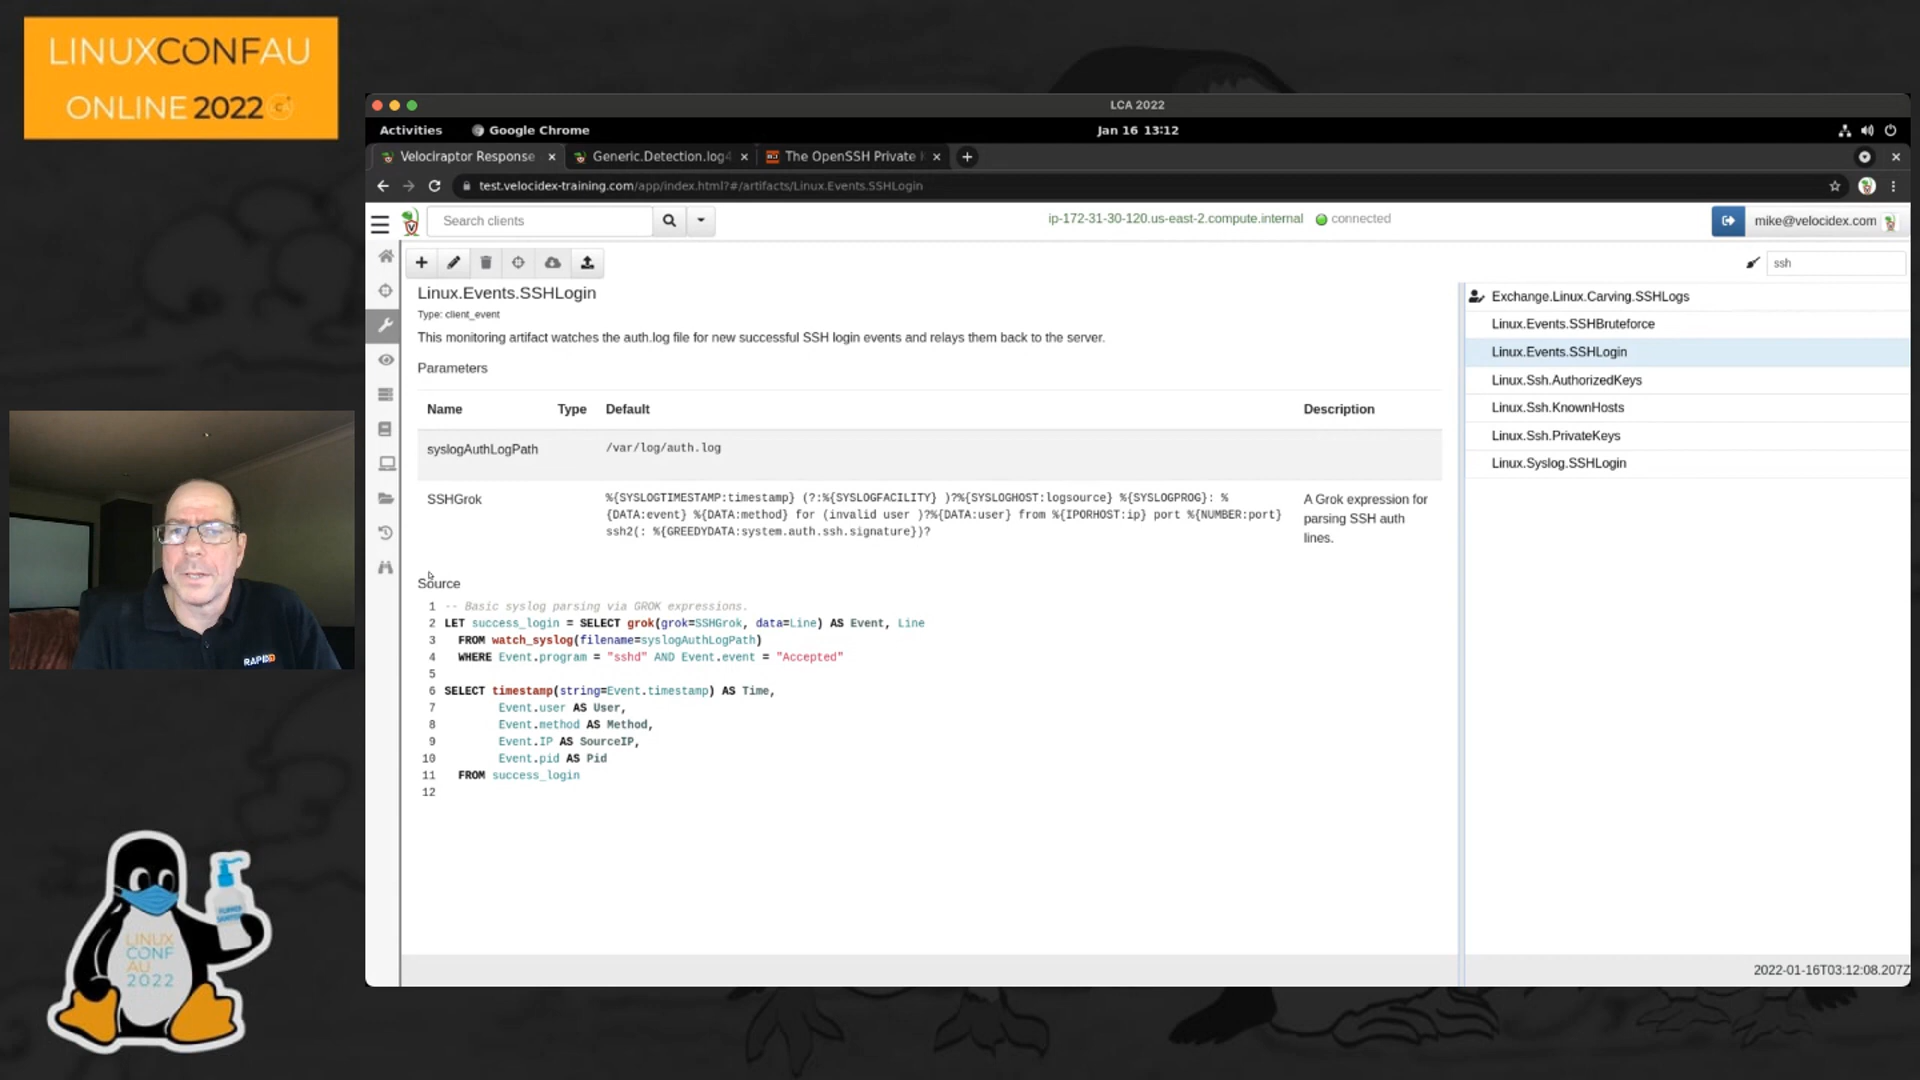 LINUXCONFAU
ONLINE 2022
LCA 2022
Activities
Google Chrome
Jan 16 13:12
Velociraptor Response
Generic.Detection.log4
The OpenSSH Private
test.velocidex-training.com/app/index.html?#/artifacts/Linux.Events.SSHLogin
Search clients
ip-172-31-30-120.us-east-2.compute.internal
connected
mike@velocidex.com
ssh
Linux.Events.SSHLogin
Type: client_event
This monitoring artifact watches the auth.log file for new successful SSH login events and relays them back to the server.
Parameters
Name Type Default Description
syslogAuthLogPath /var/log/auth.log
SSHGrok
%{SYSLOGTIMESTAMP:timestamp} (?:%{SYSLOGFACILITY} )?%{SYSLOGHOST:logsource} %{SYSLOGPROG}: %
{DATA:event} %{DATA:method} for (invalid user )?%{DATA:user} from %{IPORHOST:ip} port %{NUMBER:port}
ssh2(: %{GREEDYDATA:system.auth.ssh.signature})?
A Grok expression for
parsing SSH auth
lines.
Source
1 -- Basic syslog parsing via GROK expressions.
2 LET success_login = SELECT grok(grok=SSHGrok, data=Line) AS Event, Line
3 FROM watch_syslog(filename=syslogAuthLogPath)
4 WHERE Event.program = "sshd" AND Event.event = "Accepted"
5
6 SELECT timestamp(string=Event.timestamp) AS Time,
7 Event.user AS User,
8 Event.method AS Method,
9 Event.IP AS SourceIP,
10 Event.pid AS Pid
11 FROM success_login
12
Exchange.Linux.Carving.SSHLogs
Linux.Events.SSHBruteforce
Linux.Events.SSHLogin
Linux.Ssh.AuthorizedKeys
Linux.Ssh.KnownHosts
Linux.Ssh.PrivateKeys
Linux.Syslog.SSHLogin
2022-01-16T03:12:08.207Z
RAPID7
LINUX
CONF
AU
2022